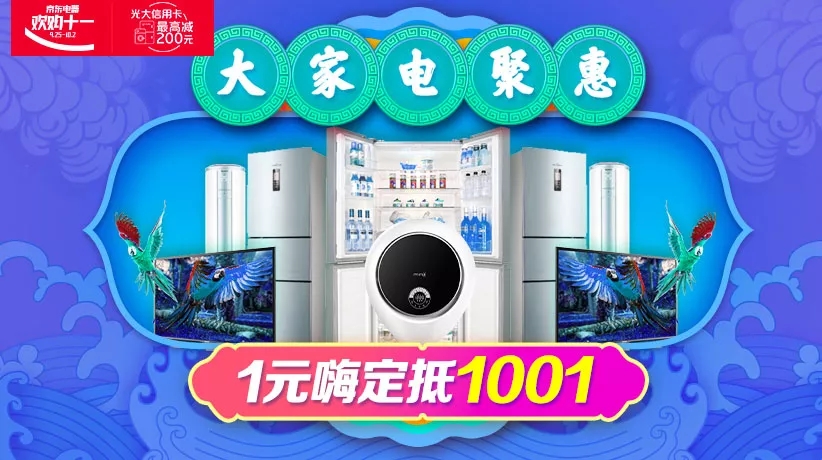 京东电器
欢购十一
9.25-10.2
光大信用卡
最高减
200元
大家电聚惠
1元嗨定抵1001